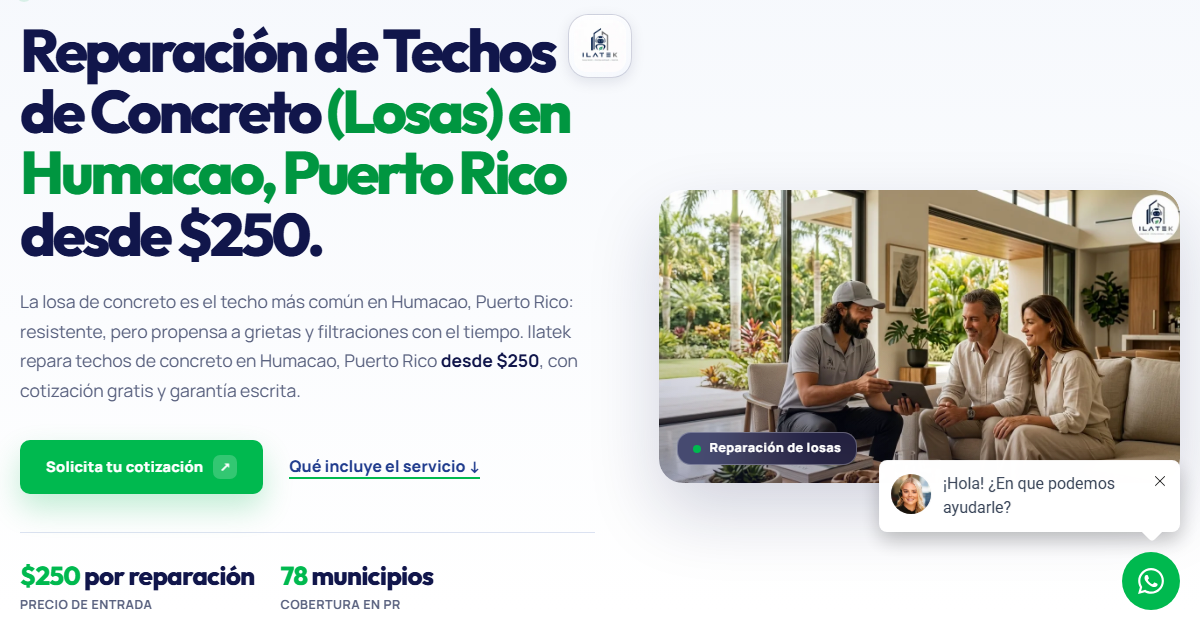 Reparación de Techos
de Concreto (Losas) en
Humacao, Puerto Rico
desde $250.
ILATEK
La losa de concreto es el techo más común en Humacao, Puerto Rico:
resistente, pero propensa a grietas y filtraciones con el tiempo. Ilatek
repara techos de concreto en Humacao, Puerto Rico desde $250, con
cotización gratis y garantía escrita.
Solicita tu cotización ↗
Qué incluye el servicio ↓
$250 por reparación
PRECIO DE ENTRADA
78 municipios
COBERTURA EN PR
ILATEK
Reparación de losas
¡Hola! ¿En que podemos
ayudarle?